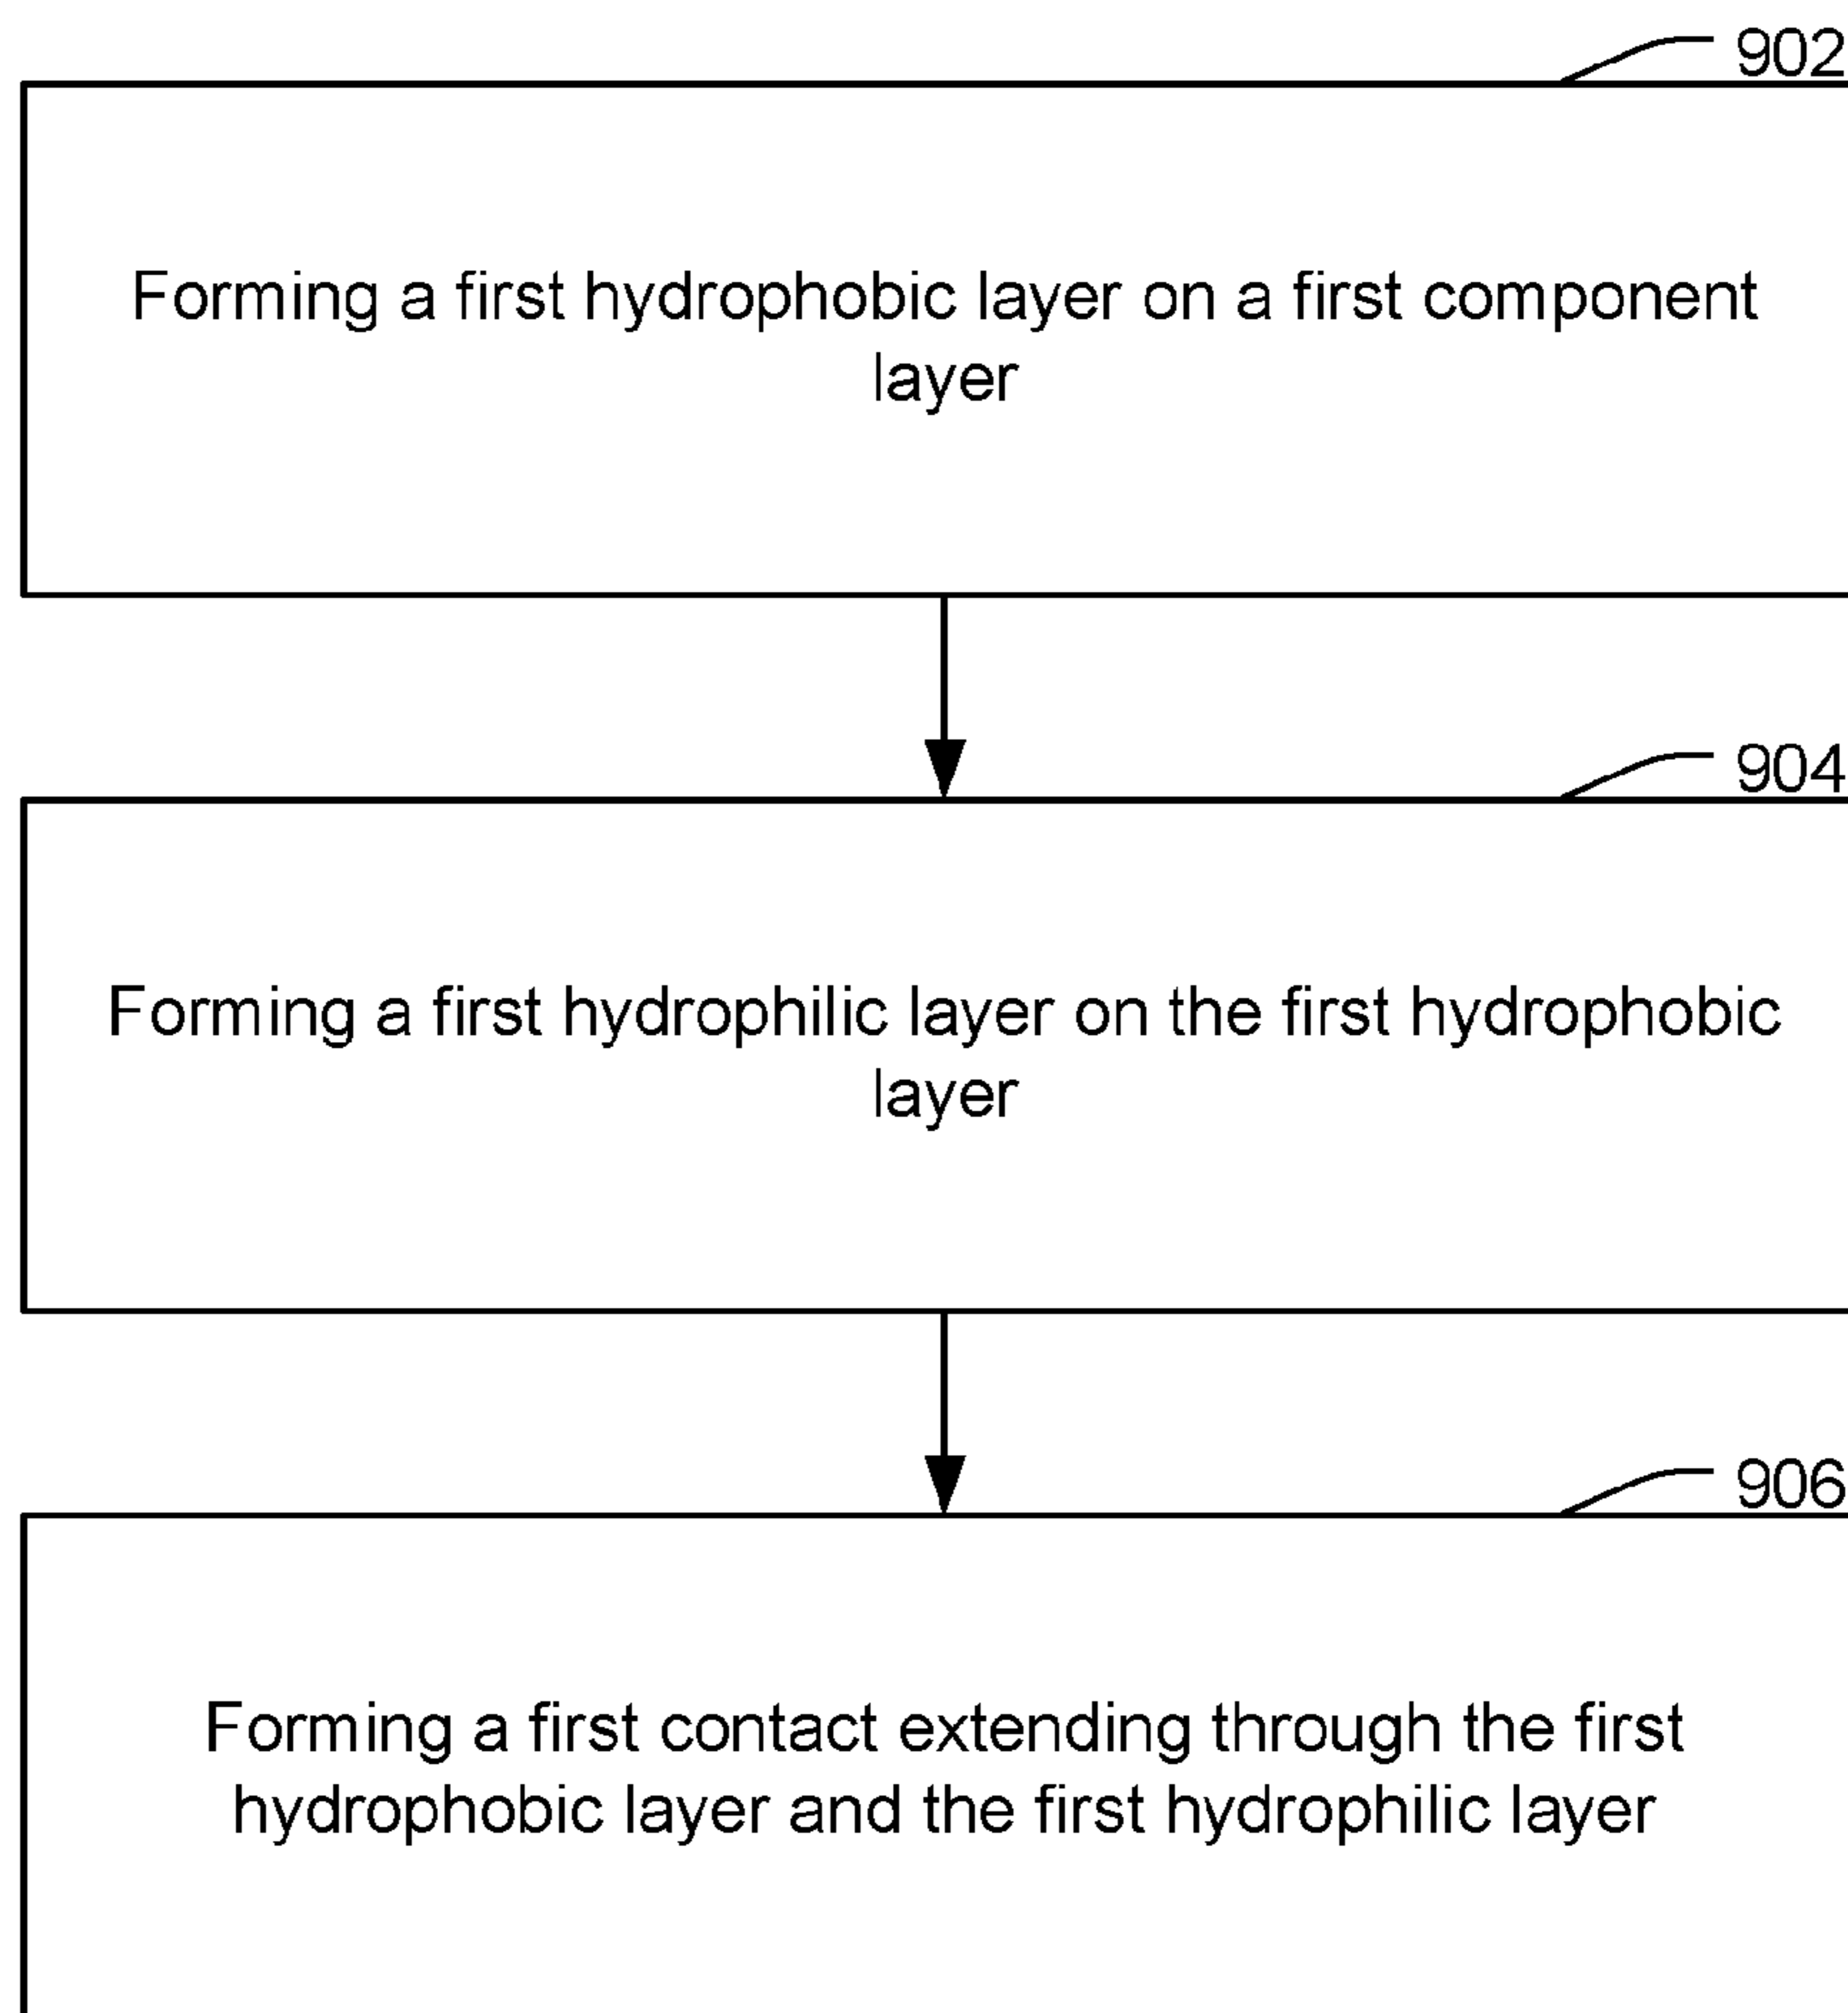 902
Forming a first hydrophobic layer on a first component
layer
904
Forming a first hydrophilic layer on the first hydrophobic
layer
906
Forming a first contact extending through the first
hydrophobic layer and the first hydrophilic layer